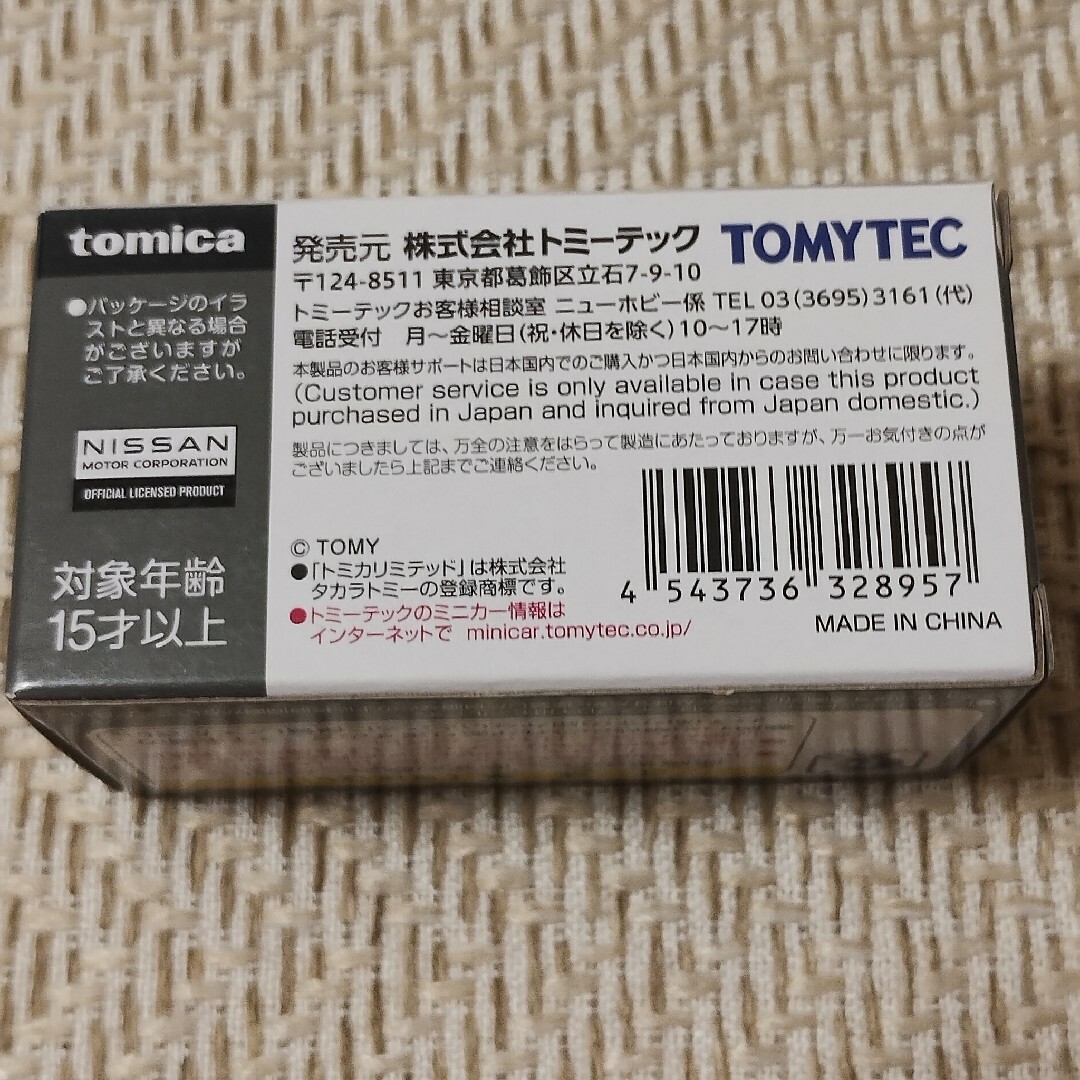 tomica
●パッケージのイラ
ストと異なる場合
がございますが
ご了承ください。
NISSAN
MOTOR CORPORATION
OFFICIAL LICENSED PRODUCT
対象年齢
15才以上
発売元 株式会社トミーテック TOMYTEC
〒124-8511 東京都葛飾区立石7-9-10
トミーテックお客様相談室 ニューホビー係 TEL 03(3695)3161(代)
電話受付 月〜金曜日(祝・休日を除く)10〜17時
本製品のお客様サポートは日本国内でのご購入かつ日本国内からのお問い合わせに限ります。
(Customer service is only available in case this product
purchased in Japan and inquired from Japan domestic.)
製品につきましては、万全の注意をはらって製造にあたっておりますが、万一お気付きの点が
ございましたら上記までご連絡ください。
© TOMY
●「トミカリミテッド」は株式会社
タカラトミーの登録商標です。
●トミーテックのミニカー情報は
インターネットで minicar.tomytec.co.jp/
4 543736 328957
MADE IN CHINA